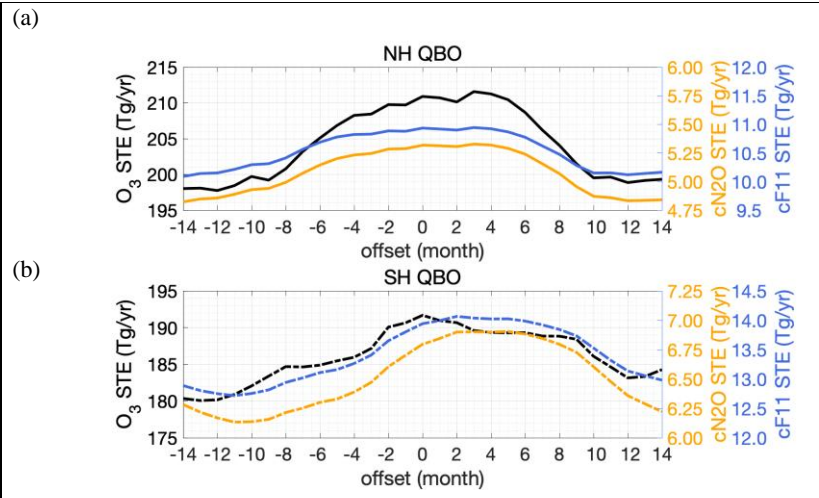 (a)
NH QBO
215
210
205
200
195
O3 STE (Tg/yr)
6.00
5.75
5.50
5.25
5.00
4.75
cN2O STE (Tg/yr)
12.0
11.5
11.0
10.5
10.0
9.5
cF11 STE (Tg/yr)
-14 -12 -10 -8 -6 -4 -2 0 2 4 6 8 10 12 14
offset (month)
(b)
SH QBO
195
190
185
180
175
O3 STE (Tg/yr)
7.25
7.00
6.75
6.50
6.25
6.00
cN2O STE (Tg/yr)
14.5
14.0
13.5
13.0
12.5
12.0
cF11 STE (Tg/yr)
-14 -12 -10 -8 -6 -4 -2 0 2 4 6 8 10 12 14
offset (month)